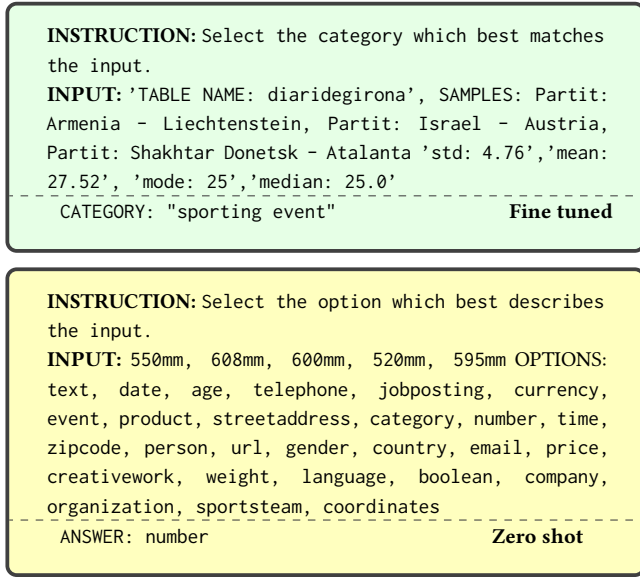 INSTRUCTION: Select the category which best matches
the input.
INPUT: ’TABLE NAME: diaridegirona’, SAMPLES: Partit:
Armenia - Liechtenstein, Partit: Israel - Austria,
Partit: Shakhtar Donetsk - Atalanta 'std: 4.76','mean:
27.52’, ’mode: 25’,’median: 25.0’
CATEGORY: "sporting event" Fine tuned
INSTRUCTION: Select the option which best describes
the input.
INPUT: 550mm, 608mm, 600mm, 520mm, 595mm OPTIONS:
text, date, age, telephone, jobposting, currency,
event, product, streetaddress, category, number, time,
zipcode, person, url, gender, country, email, price,
creativework, weight, language, boolean, company,
organization, sportsteam, coordinates
ANSWER: number Zero shot